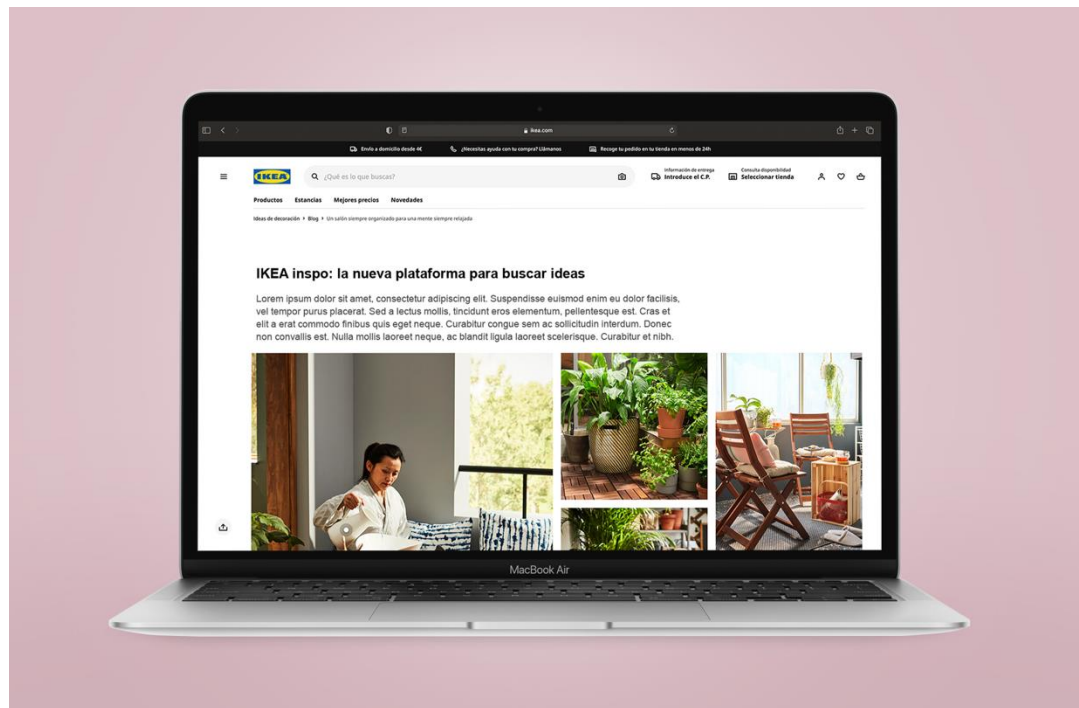 ikea.com
Envío a domicilio desde 4€ ¿Necesitas ayuda con tu compra? Llámanos Recoge tu pedido en tu tienda en menos de 24h
IKEA
¿Qué es lo que buscas?
Información de entrega
Introduce el C.P.
Consulta disponibilidad
Seleccionar tienda
Productos Estancias Mejores precios Novedades
Ideas de decoración Blog Un salón siempre organizado para una mente siempre relajada
IKEA inspo: la nueva plataforma para buscar ideas
Lorem ipsum dolor sit amet, consectetur adipiscing elit. Suspendisse euismod enim eu dolor facilisis,
vel tempor purus placerat. Sed a lectus mollis, tincidunt eros elementum, pellentesque est. Cras et
elit a erat commodo finibus quis eget neque. Curabitur congue sem ac sollicitudin interdum. Donec
non convallis est. Nulla mollis laoreet neque, ac blandit ligula laoreet scelerisque. Curabitur et nibh.
MacBook Air